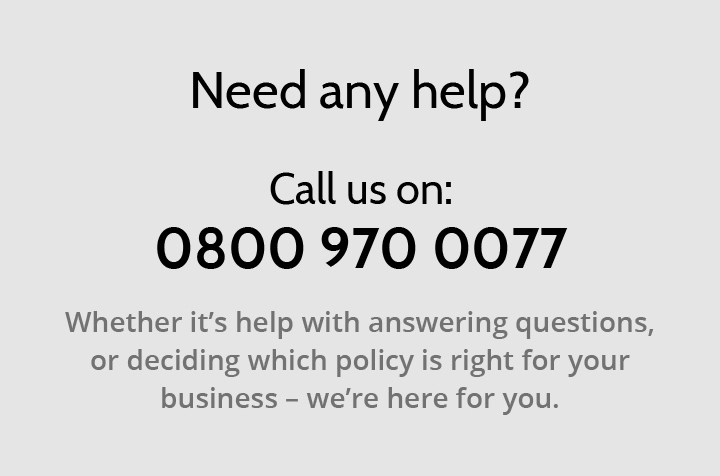 Need any help?
Call us on:
0800 970 0077
Whether it’s help with answering questions,
or deciding which policy is right for your
business – we’re here for you.